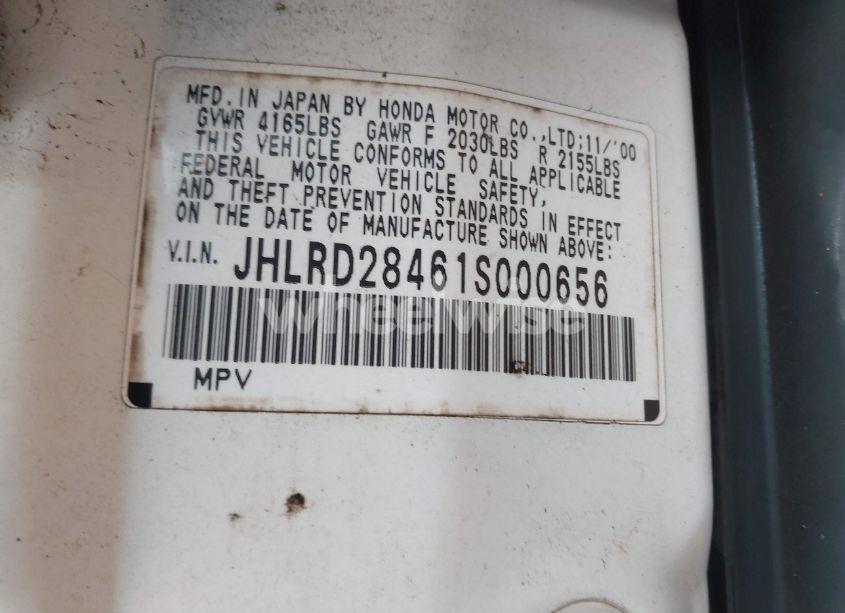 MFD. IN JAPAN BY HONDA MOTOR CO.,LTD;11/'00
GVWR 4165LBS GAWR F 2030LBS R 2155LBS
THIS VEHICLE CONFORMS TO ALL APPLICABLE
FEDERAL MOTOR VEHICLE SAFETY,
AND THEFT PREVENTION STANDARDS IN EFFECT
ON THE DATE OF MANUFACTURE SHOWN ABOVE:
V.I.N. JHLRD28461S000656
wheelwise
MPV